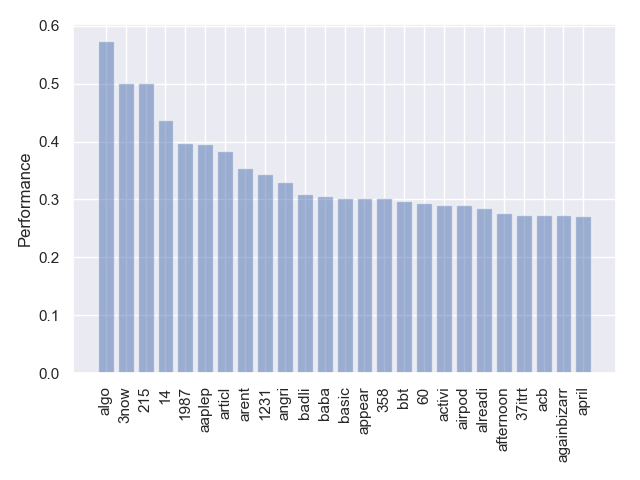 0.6
0.5
0.4
0.3
0.2
0.1
0.0
Performance
algo
3now
215
14
1987
aaplep
articl
arent
1231
angri
badli
baba
basic
appear
358
bbt
60
activi
airpod
alreadi
afternoon
37itrt
acb
againbizarr
april